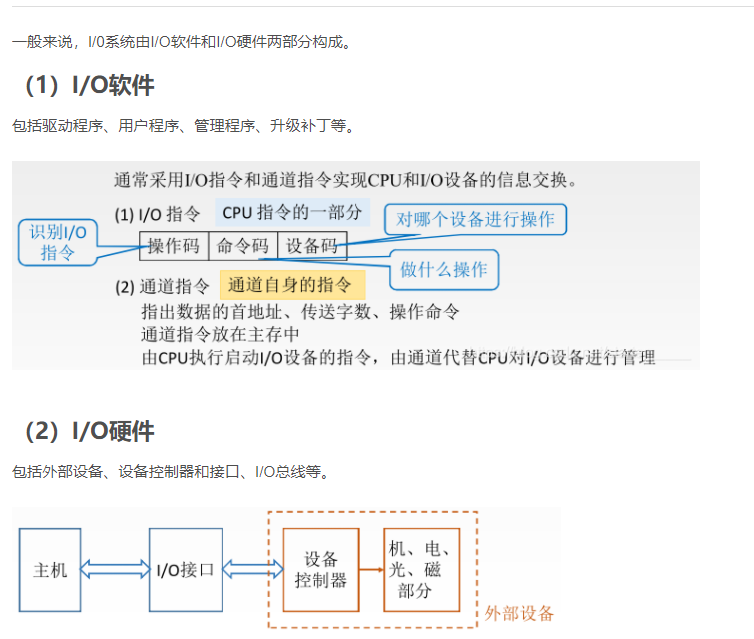 一般来说，I/0系统由I/O软件和I/O硬件两部分构成。
（1）I/O软件
包括驱动程序、用户程序、管理程序、升级补丁等。
通常采用I/O指令和通道指令实现CPU和I/O设备的信息交换。
(1) I/O 指令 CPU 指令的一部分
对哪个设备进行操作
识别I/O
指令
操作码 命令码 设备码
做什么操作
(2) 通道指令 通道自身的指令
指出数据的首地址、传送字数、操作命令
通道指令放在主存中
由CPU执行启动I/O设备的指令，由通道代替CPU对I/O设备进行管理
（2）I/O硬件
包括外部设备、设备控制器和接口、I/O总线等。
主机
I/O接口
设备
控制器
机、电、
光、磁
部分
外部设备